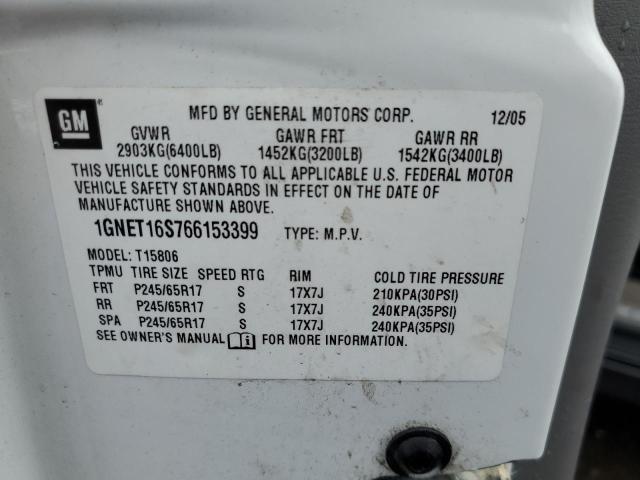 GM
MFD BY GENERAL MOTORS CORP. 12/05
GVWR GAWR FRT GAWR RR
2903KG(6400LB) 1452KG(3200LB) 1542KG(3400LB)
THIS VEHICLE CONFORMS TO ALL APPLICABLE U.S. FEDERAL MOTOR
VEHICLE SAFETY STANDARDS IN EFFECT ON THE DATE OF
MANUFACTURE SHOWN ABOVE.
1GNET16S766153399 TYPE: M.P.V.
MODEL: T15806
TPMU TIRE SIZE SPEED RTG RIM COLD TIRE PRESSURE
FRT P245/65R17 S 17X7J 210KPA(30PSI)
RR P245/65R17 S 17X7J 240KPA(35PSI)
SPA P245/65R17 S 17X7J 240KPA(35PSI)
SEE OWNER'S MANUAL FOR MORE INFORMATION.